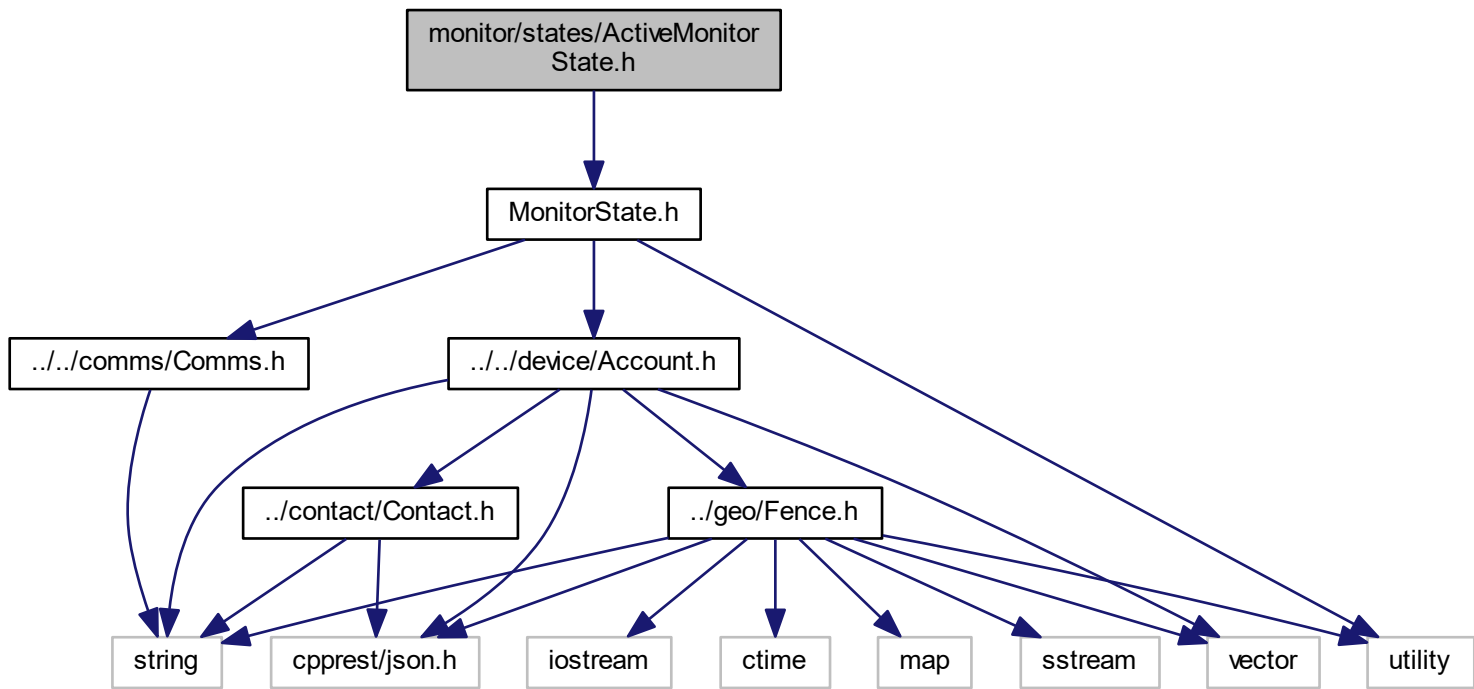 monitor/states/ActiveMonitor
State.h
MonitorState.h
../../comms/Comms.h
../../device/Account.h
../contact/Contact.h
../geo/Fence.h
string
cpprest/json.h
iostream
ctime
map
sstream
vector
utility